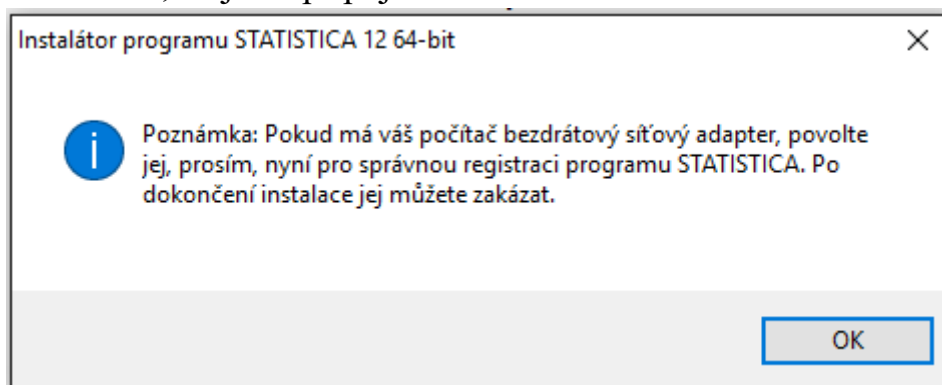 Instalátor programu STATISTICA 12 64-bit
Poznámka: Pokud má váš počítač bezdrátový síťový adapter, povolte
jej, prosím, nyní pro správnou registraci programu STATISTICA. Po
dokončení instalace jej můžete zakázat.
OK